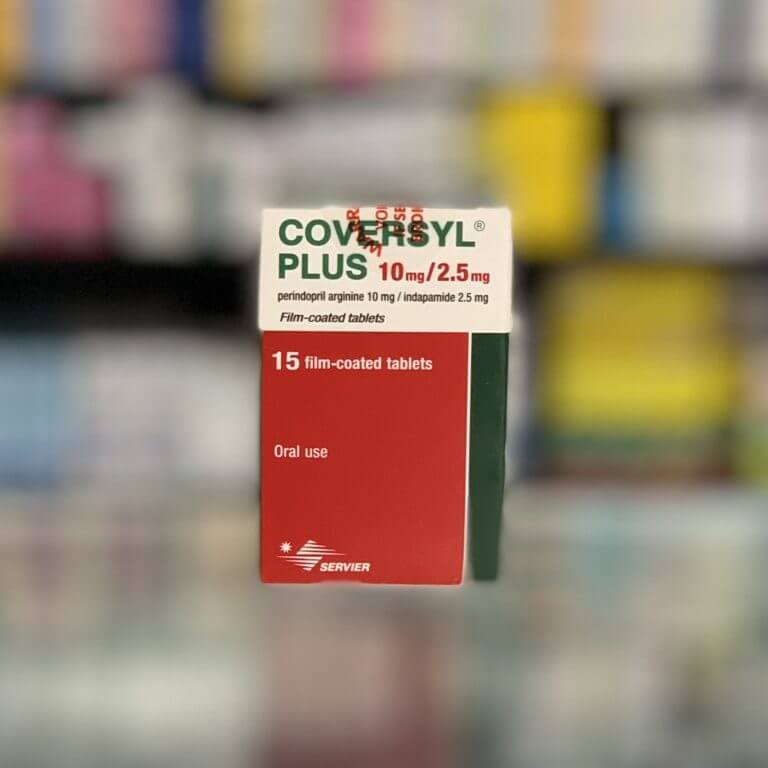 COVERSYL®
PLUS 10mg/2.5mg
perindopril arginine 10 mg / indapamide 2.5 mg
Film-coated tablets
15 film-coated tablets
Oral use
SERVIER